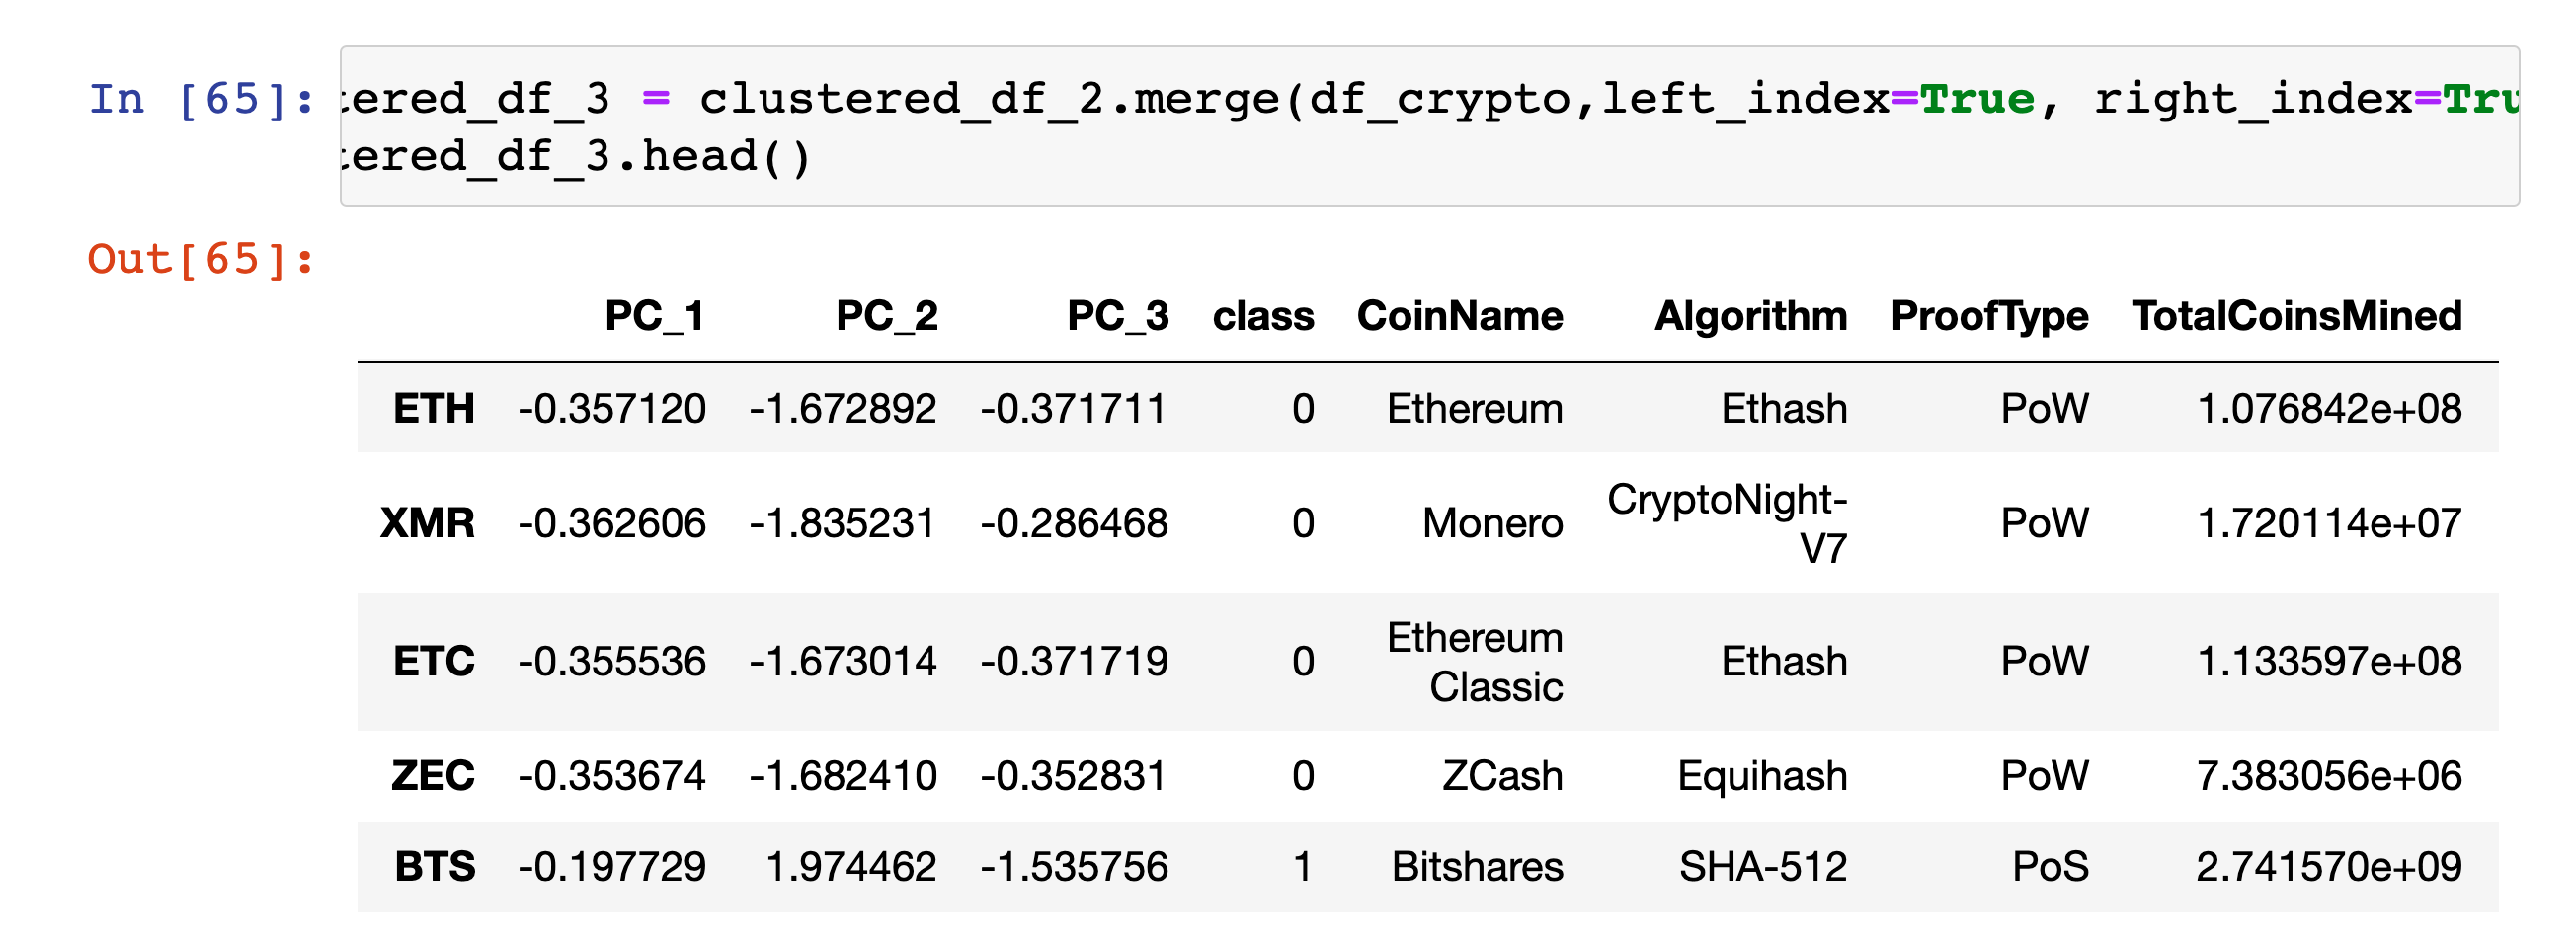 In [65]: tered_df_3 = clustered_df_2.merge(df_crypto,left_index=True, right_index=Tru
tered_df_3.head()
Out[65]:
PC_1 PC_2 PC_3 class CoinName Algorithm ProofType TotalCoinsMined
ETH -0.357120 -1.672892 -0.371711 0 Ethereum Ethash PoW 1.076842e+08
XMR -0.362606 -1.835231 -0.286468 0 Monero CryptoNight-
V7 PoW 1.720114e+07
ETC -0.355536 -1.673014 -0.371719 0 Ethereum
Classic Ethash PoW 1.133597e+08
ZEC -0.353674 -1.682410 -0.352831 0 ZCash Equihash PoW 7.383056e+06
BTS -0.197729 1.974462 -1.535756 1 Bitshares SHA-512 PoS 2.741570e+09